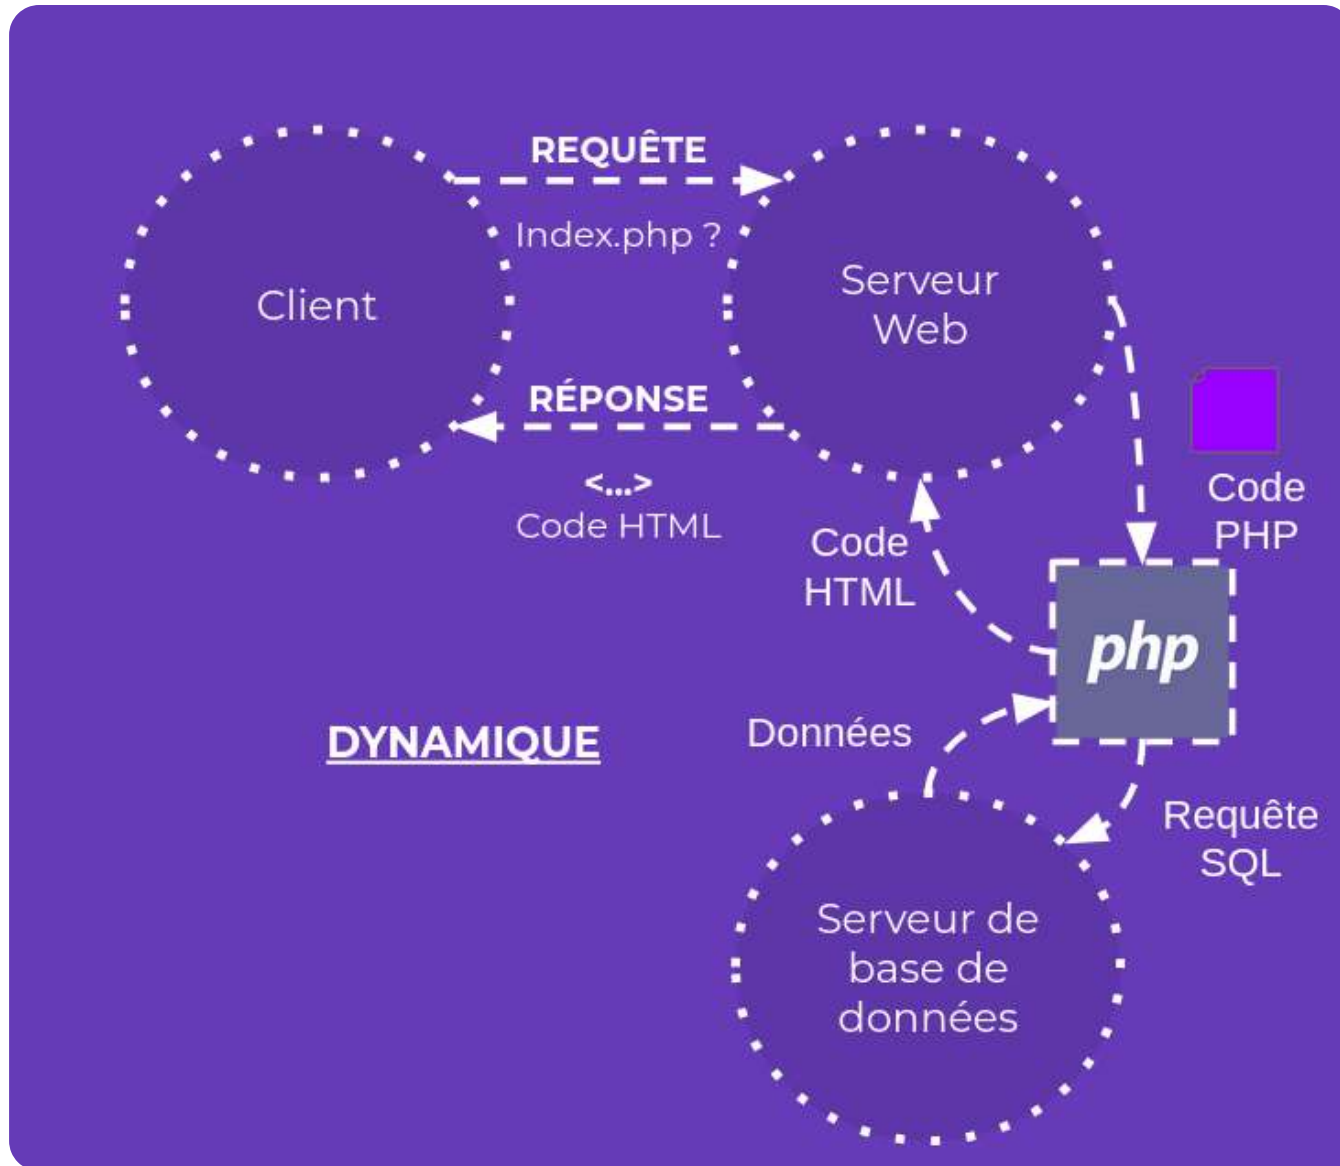 REQUÊTE
Index.php ?
Client
Serveur
Web
RÉPONSE
<...>
Code HTML
Code
PHP
Code
HTML
php
Données
DYNAMIQUE
Requête
SQL
Serveur de
base de
données